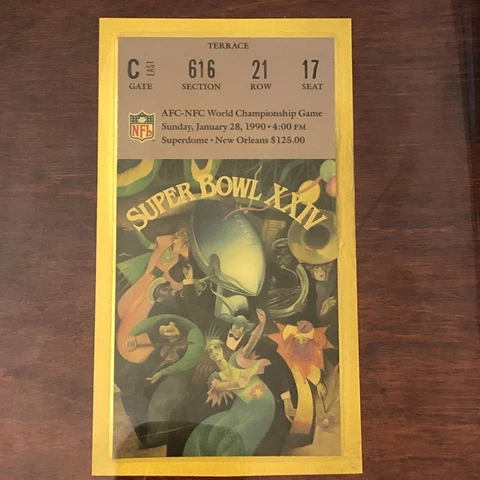 TERRACE
C EAST 616 21 17
GATE SECTION ROW SEAT
AFC-NFC World Championship Game
Sunday, January 28, 1990 • 4:00 PM
Superdome • New Orleans $125.00
NFL
SUPER BOWL XXIV